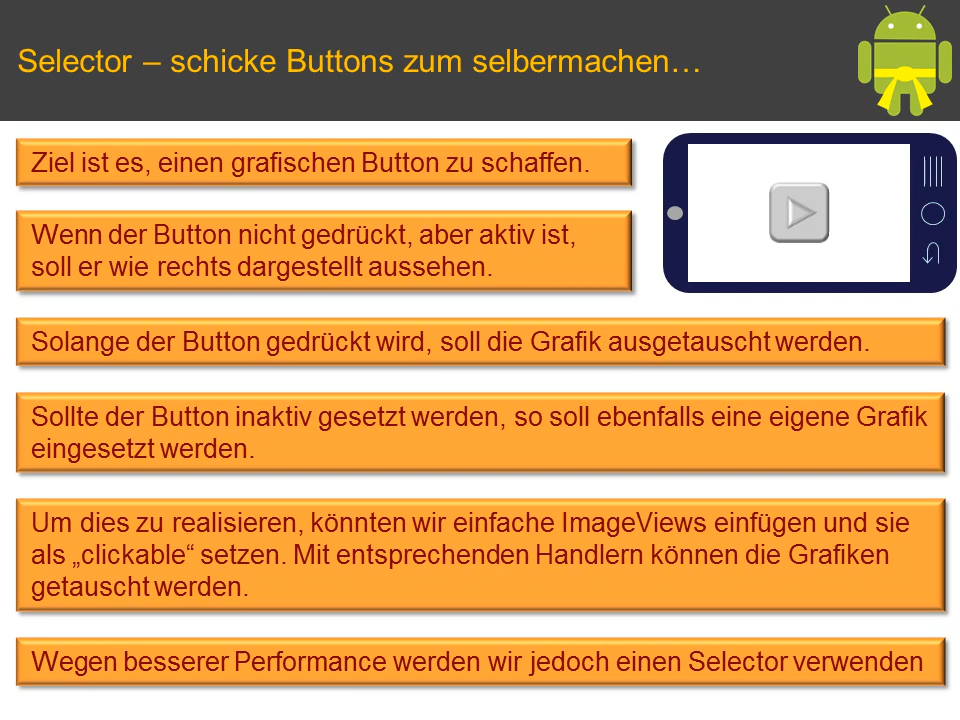 Selector – schicke Buttons zum selbermachen…
Ziel ist es, einen grafischen Button zu schaffen.
Wenn der Button nicht gedrückt, aber aktiv ist,
soll er wie rechts dargestellt aussehen.
Solange der Button gedrückt wird, soll die Grafik ausgetauscht werden.
Sollte der Button inaktiv gesetzt werden, so soll ebenfalls eine eigene Grafik
eingesetzt werden.
Um dies zu realisieren, könnten wir einfache ImageViews einfügen und sie
als „clickable“ setzen. Mit entsprechenden Handlern können die Grafiken
getauscht werden.
Wegen besserer Performance werden wir jedoch einen Selector verwenden